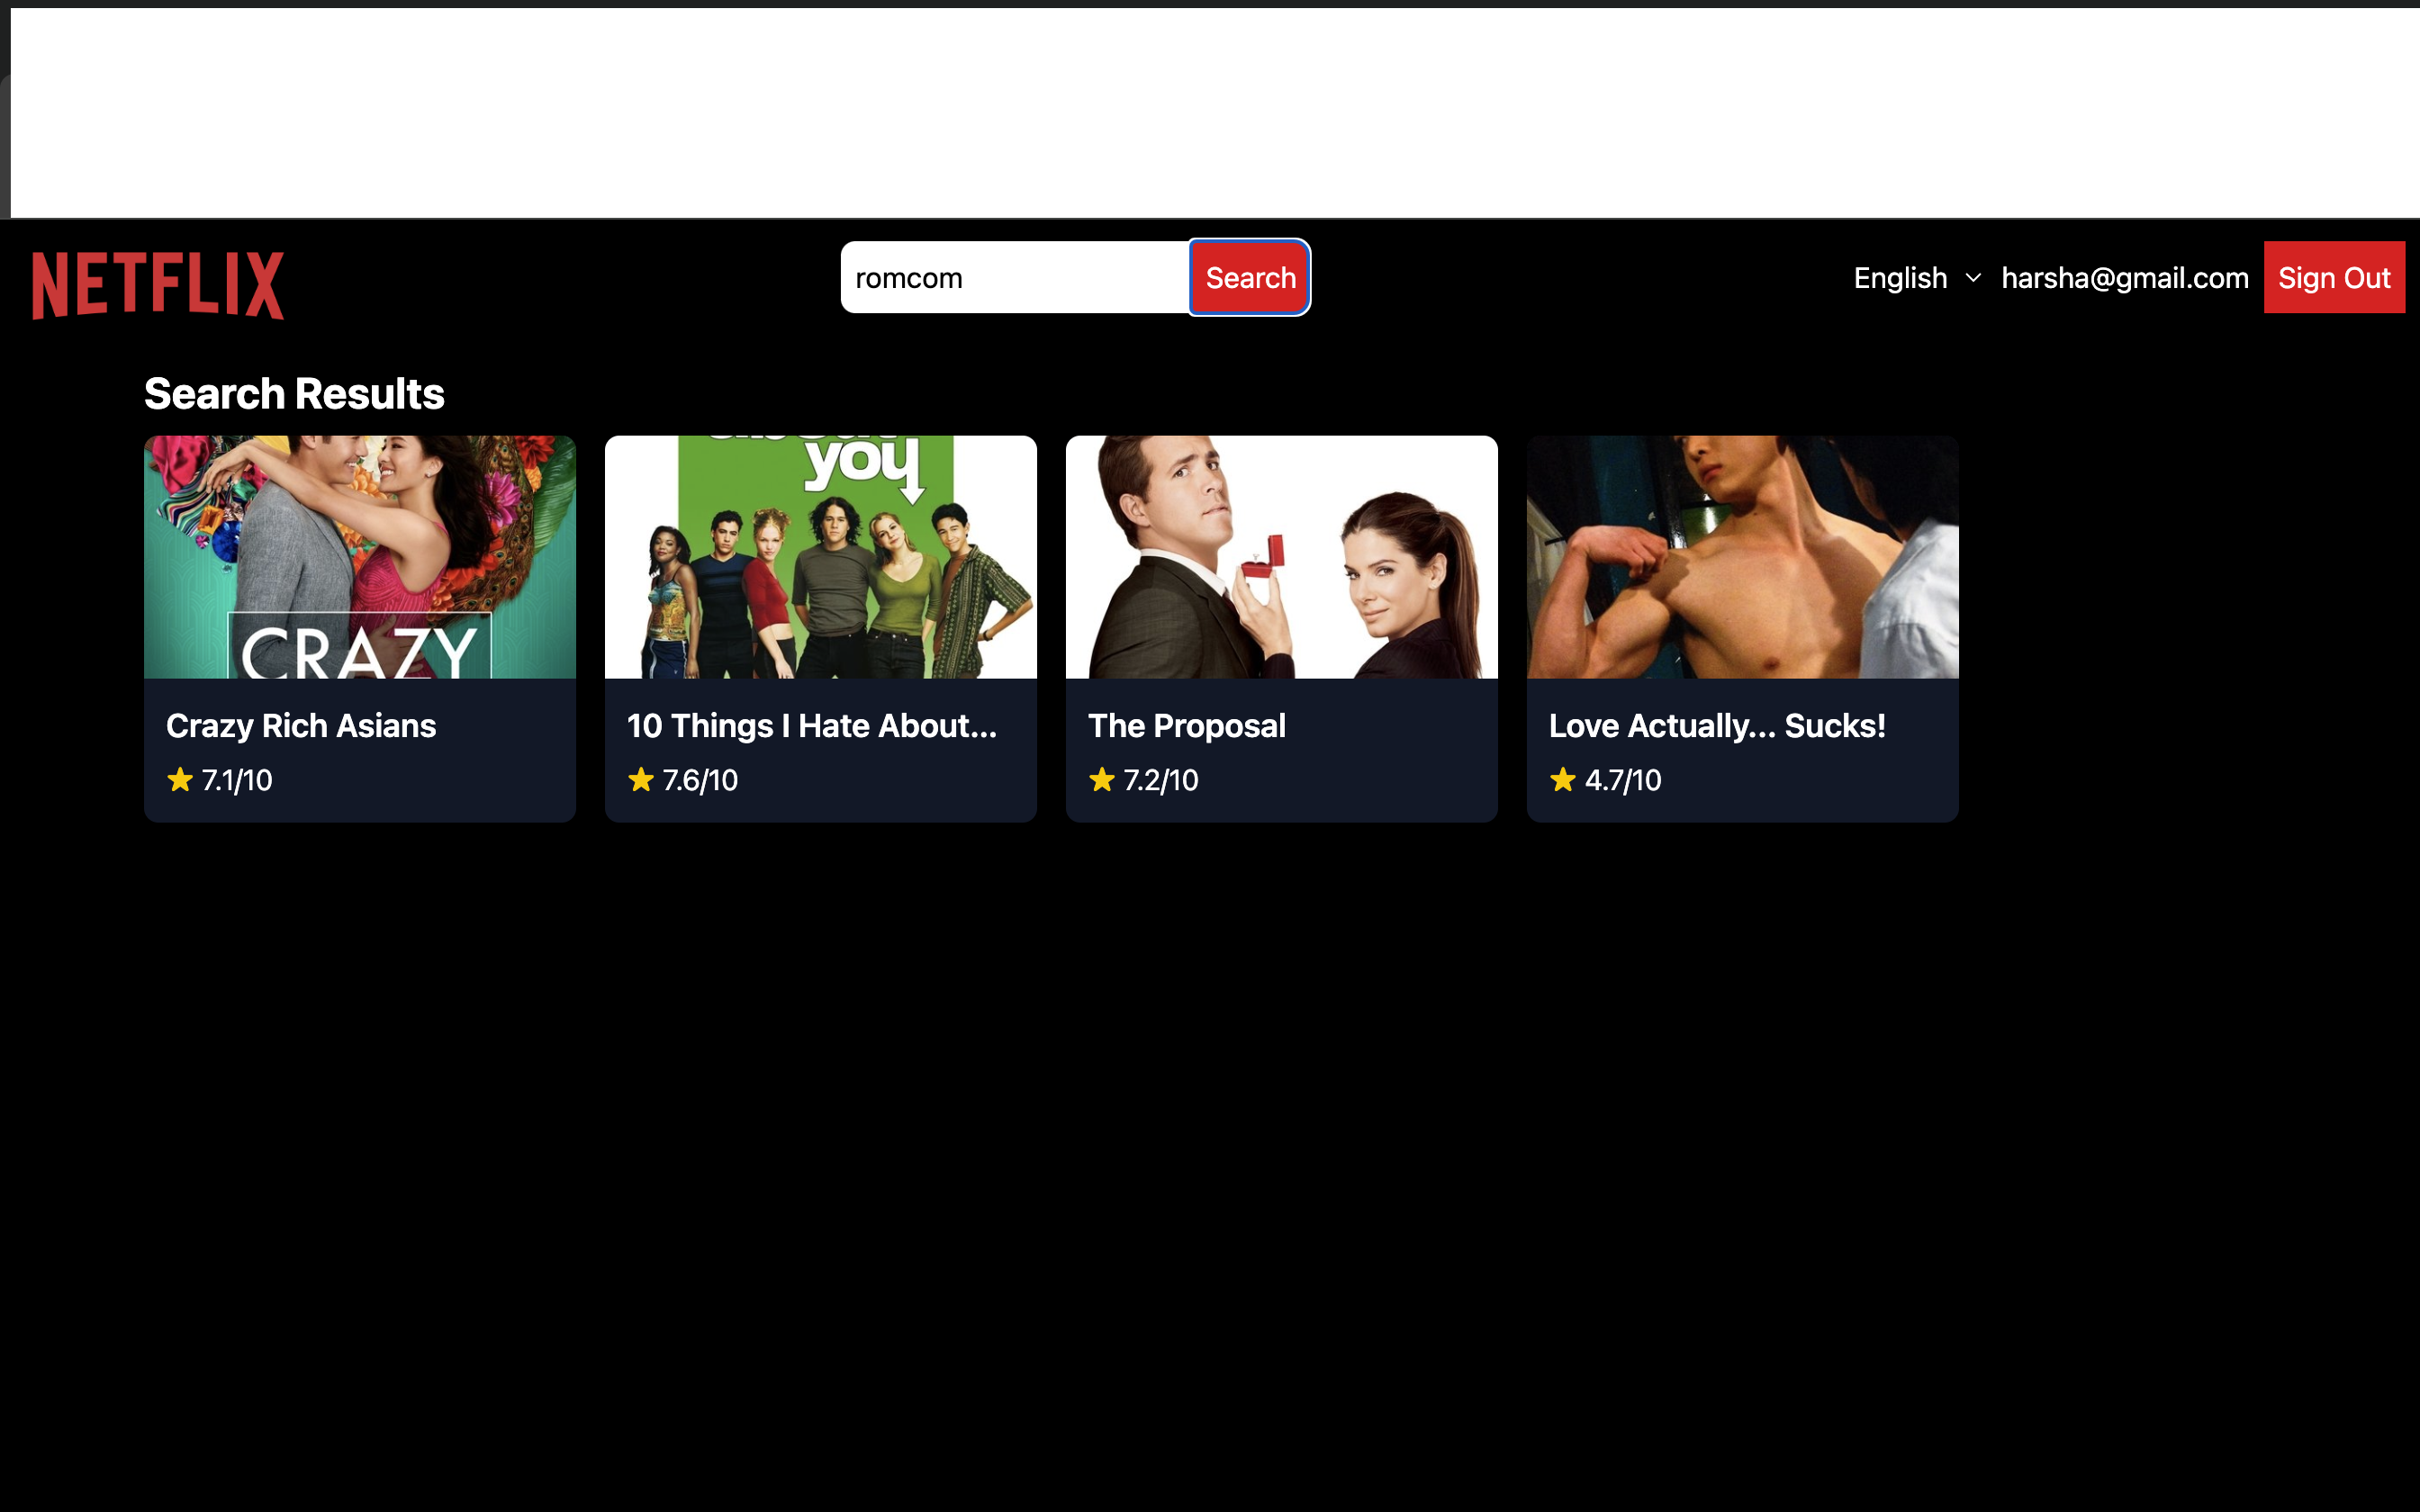 NETFLIX
romcom
Search
English
harsha@gmail.com
Sign Out
Search Results
CRAZY
you
Crazy Rich Asians
7.1/10
10 Things I Hate About...
7.6/10
The Proposal
7.2/10
Love Actually... Sucks!
4.7/10